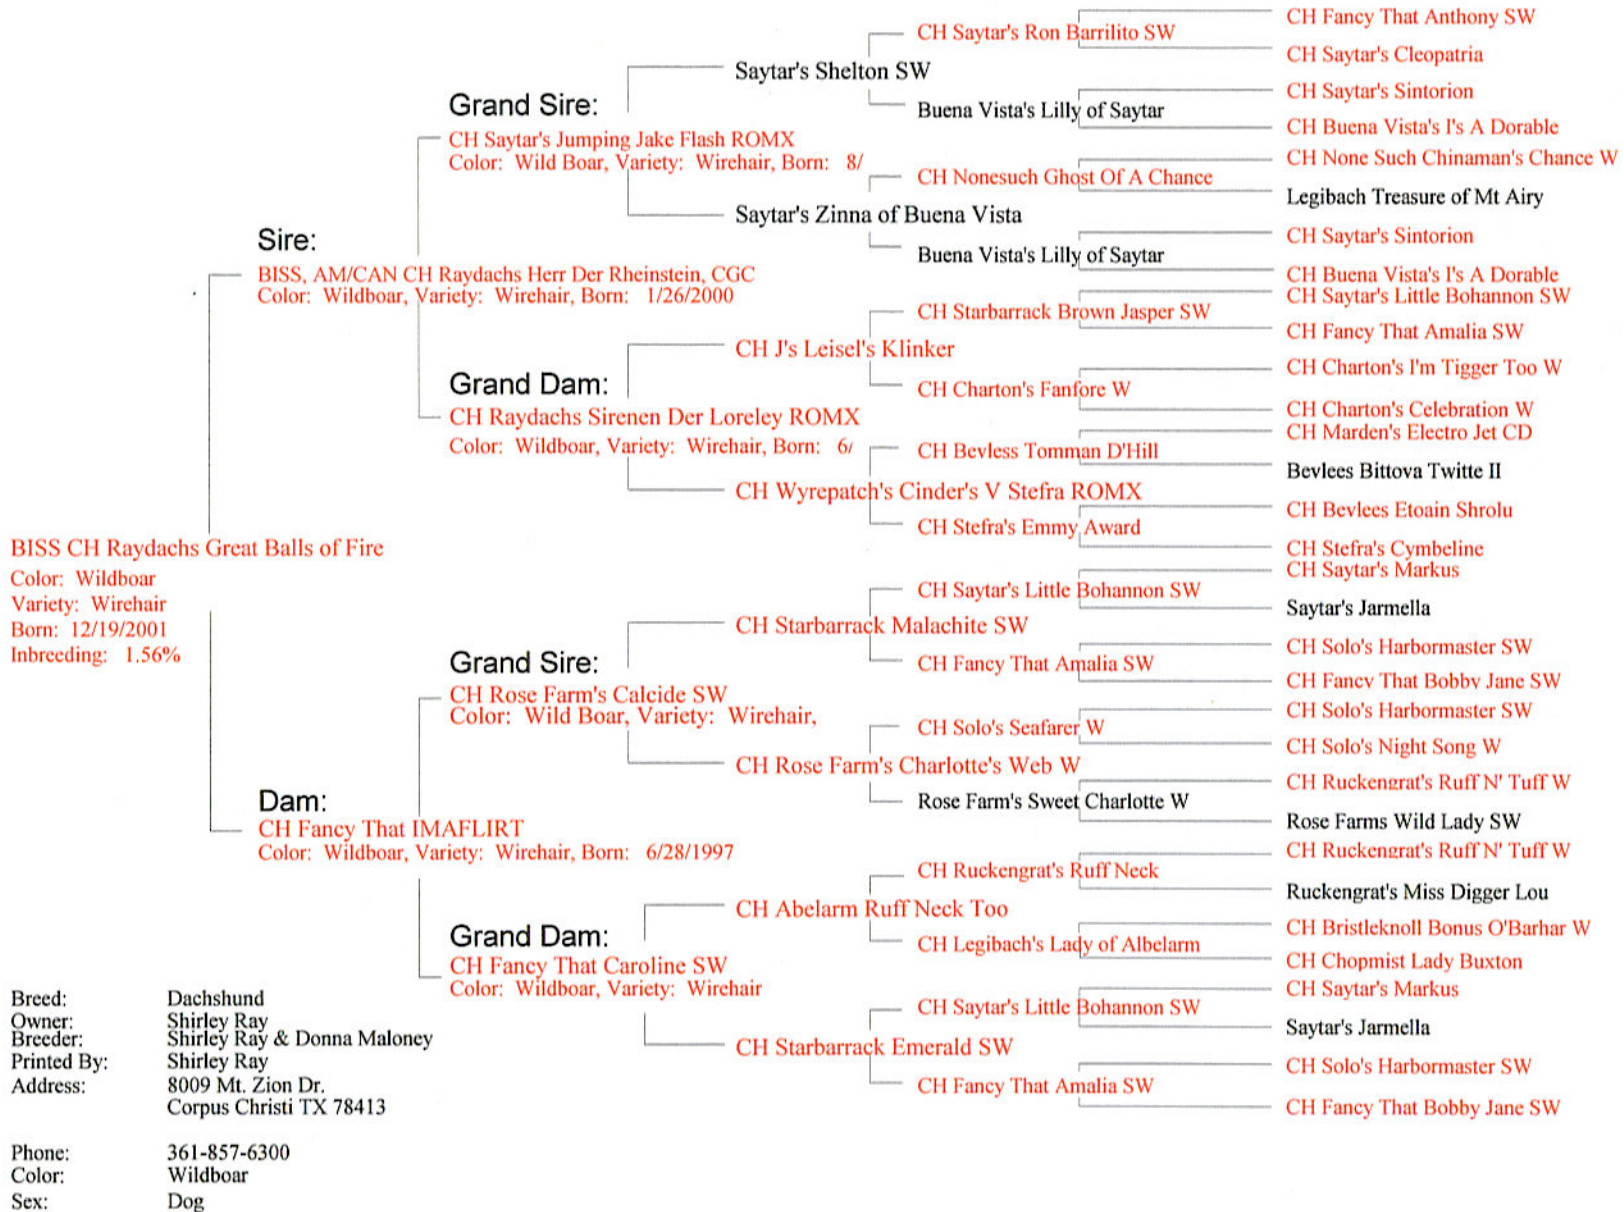 BISS CH Raydachs Great Balls of Fire
Color: Wildboar
Variety: Wirehair
Born: 12/19/2001
Inbreeding: 1.56%
Sire:
BISS, AM/CAN CH Raydachs Herr Der Rheinstein, CGC
Color: Wildboar, Variety: Wirehair, Born: 1/26/2000
Dam:
CH Fancy That IMAFLIRT
Color: Wildboar, Variety: Wirehair, Born: 6/28/1997
Grand Sire:
CH Saytar's Jumping Jake Flash ROMX
Color: Wild Boar, Variety: Wirehair, Born: 8/
Grand Dam:
CH Raydachs Sirenen Der Loreley ROMX
Color: Wildboar, Variety: Wirehair, Born: 6/
Grand Sire:
CH Rose Farm's Calcide SW
Color: Wild Boar, Variety: Wirehair,
Grand Dam:
CH Fancy That Caroline SW
Color: Wildboar, Variety: Wirehair
Saytar's Shelton SW
Saytar's Zinna of Buena Vista
CH J's Leisel's Klinker
CH Wyrepatch's Cinder's V Stefra ROMX
CH Starbarrack Malachite SW
CH Rose Farm's Charlotte's Web W
CH Abelarm Ruff Neck Too
CH Starbarrack Emerald SW
CH Saytar's Ron Barrilito SW
Buena Vista's Lilly of Saytar
CH Nonesuch Ghost Of A Chance
Buena Vista's Lilly of Saytar
CH Starbarrack Brown Jasper SW
CH Charton's Fanfore W
CH Bevless Tomman D'Hill
CH Stefra's Emmy Award
CH Saytar's Little Bohannon SW
CH Fancy That Amalia SW
CH Solo's Seafarer W
Rose Farm's Sweet Charlotte W
CH Ruckengrat's Ruff Neck
CH Legibach's Lady of Albelarm
CH Saytar's Little Bohannon SW
CH Fancy That Amalia SW
CH Fancy That Anthony SW
CH Saytar's Cleopatria
CH Saytar's Sintorion
CH Buena Vista's I's A Dorable
CH None Such Chinaman's Chance W
Legibach Treasure of Mt Airy
CH Saytar's Sintorion
CH Buena Vista's I's A Dorable
CH Saytar's Little Bohannon SW
CH Fancy That Amalia SW
CH Charton's I'm Tigger Too W
CH Charton's Celebration W
CH Marden's Electro Jet CD
Bevlees Bittova Twitte II
CH Bevlees Etoain Shrolu
CH Stefra's Cymbeline
CH Saytar's Markus
Saytar's Jarmella
CH Solo's Harbormaster SW
CH Fancy That Bobby Jane SW
CH Solo's Harbormaster SW
CH Solo's Night Song W
CH Ruckengrat's Ruff N' Tuff W
Rose Farms Wild Lady SW
CH Ruckengrat's Ruff N' Tuff W
Ruckengrat's Miss Digger Lou
CH Bristleknoll Bonus O'Barhar W
CH Chopmist Lady Buxton
CH Saytar's Markus
Saytar's Jarmella
CH Solo's Harbormaster SW
CH Fancy That Bobby Jane SW
Breed: Dachshund
Owner: Shirley Ray
Breeder: Shirley Ray & Donna Maloney
Printed By: Shirley Ray
Address: 8009 Mt. Zion Dr.
Corpus Christi TX 78413
Phone: 361-857-6300
Color: Wildboar
Sex: Dog